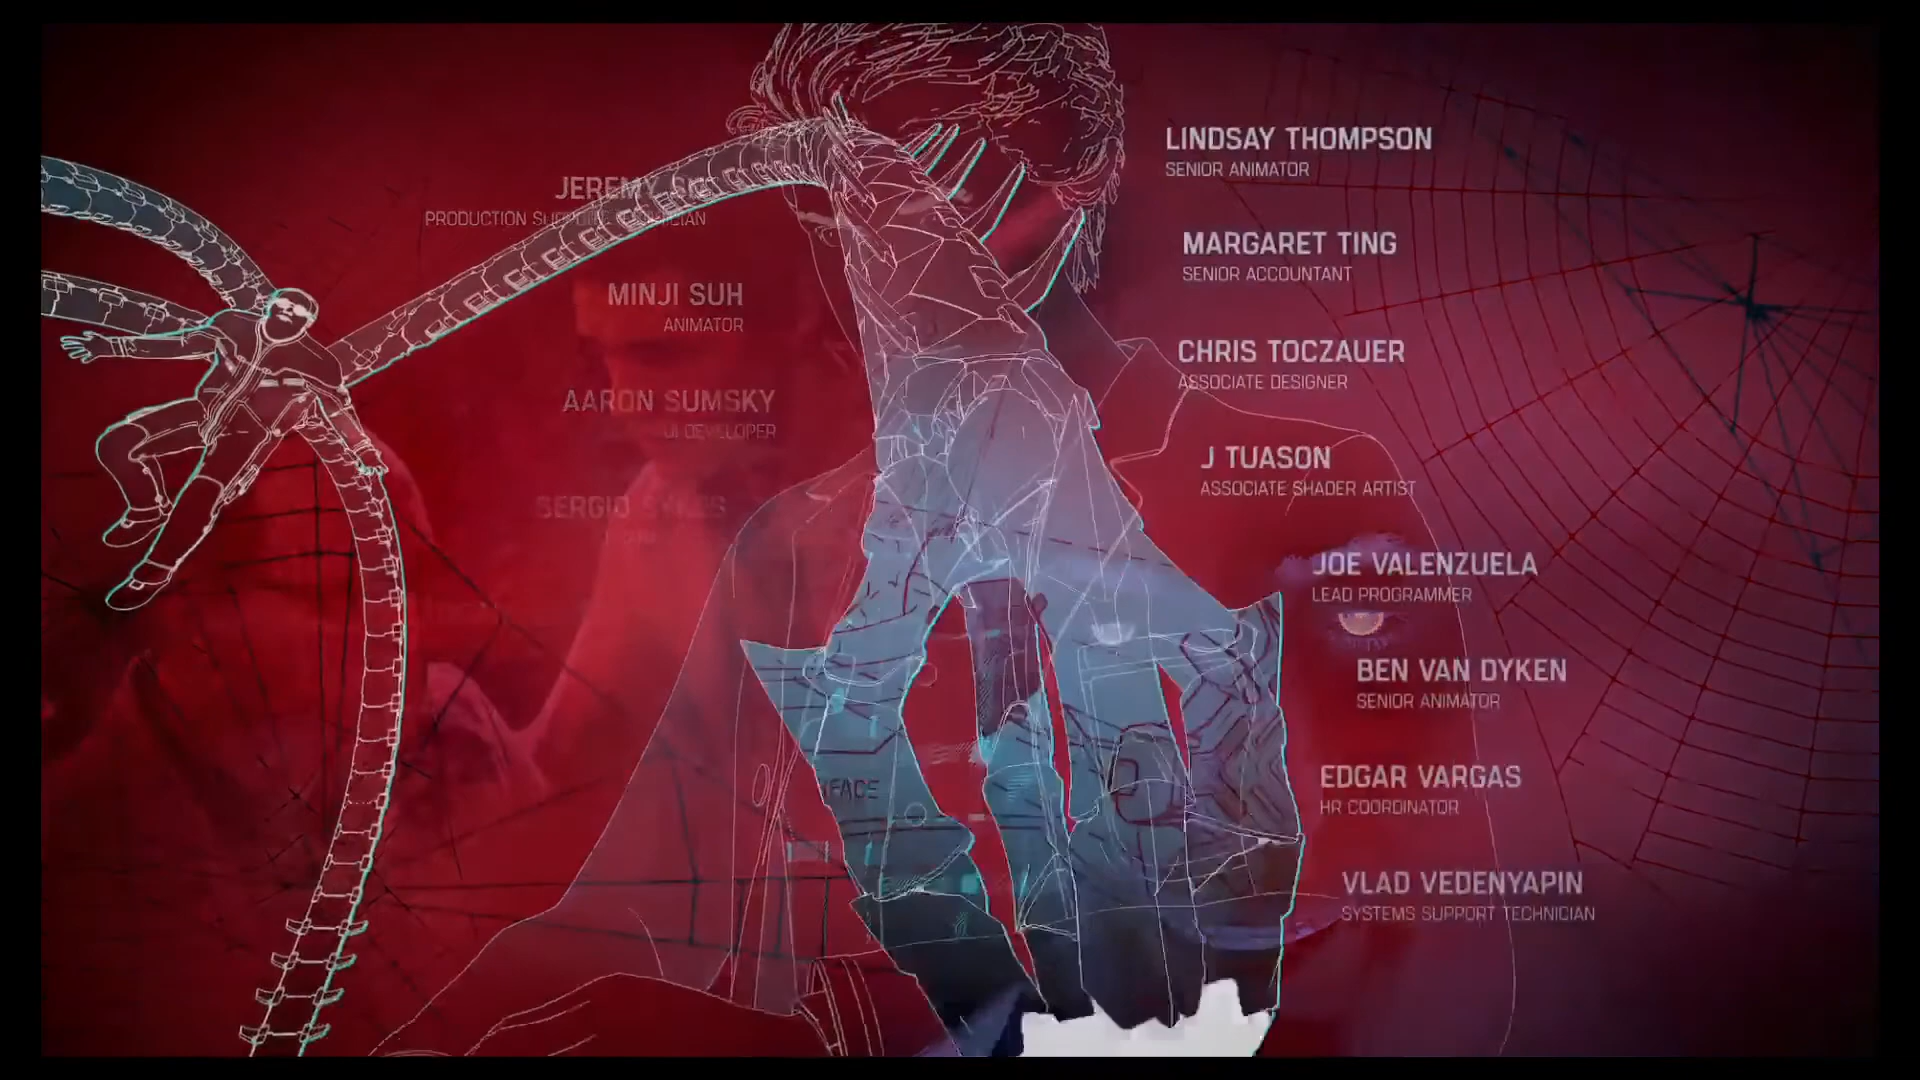 JEREMY
PRODUCTION
MINJI SUH
ANIMATOR
AARON SUMSKY
UI DEVELOPER
SERGIO SYKES
LINDSAY THOMPSON
SENIOR ANIMATOR
MARGARET TING
SENIOR ACCOUNTANT
CHRIS TOCZAUER
ASSOCIATE DESIGNER
J TUASON
ASSOCIATE SHADER ARTIST
JOE VALENZUELA
LEAD PROGRAMMER
BEN VAN DYKEN
SENIOR ANIMATOR
EDGAR VARGAS
HR COORDINATOR
VLAD VEDENYAPIN
SYSTEMS SUPPORT TECHNICIAN